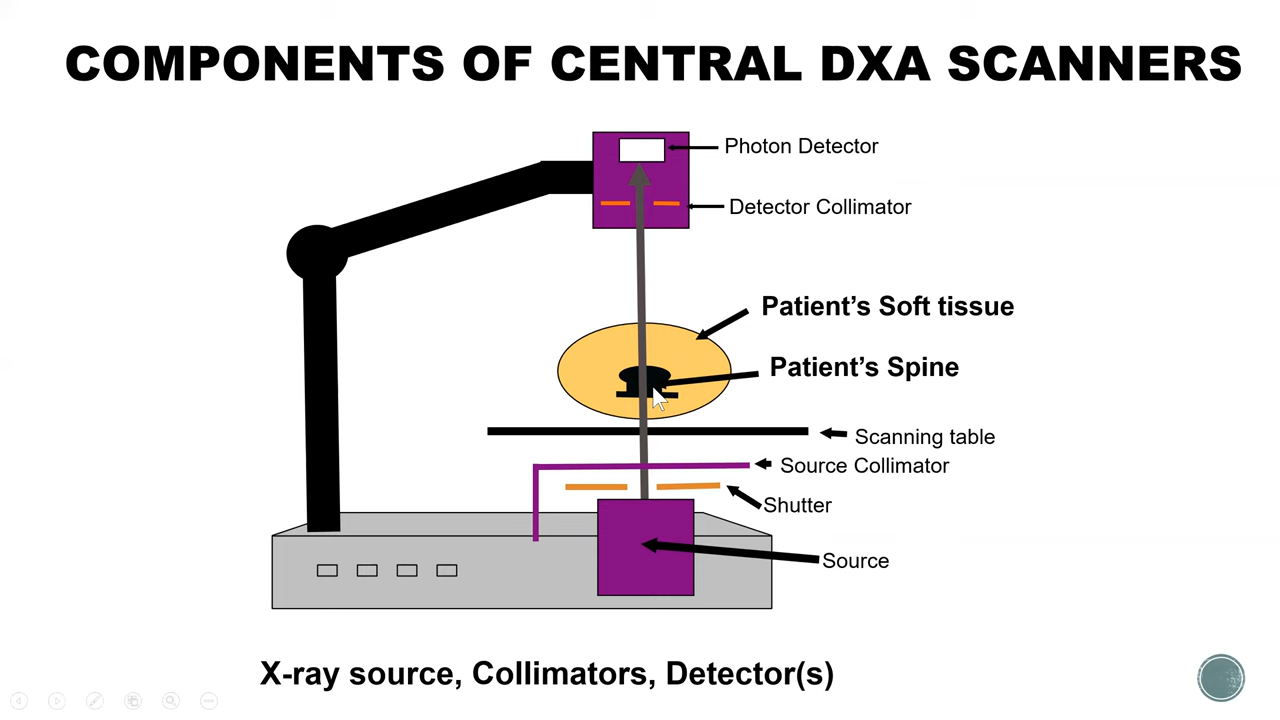 COMPONENTS OF CENTRAL DXA SCANNERS
Photon Detector
Detector Collimator
Patient’s Soft tissue
Patient’s Spine
Scanning table
Source Collimator
Shutter
Source
X-ray source, Collimators, Detector(s)